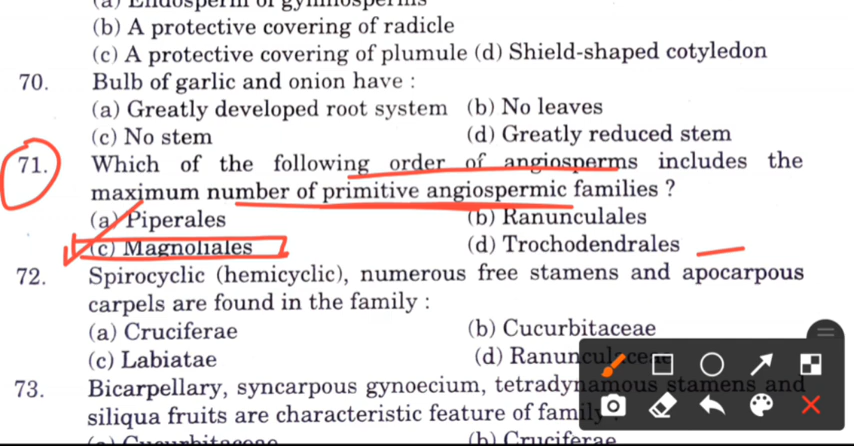 (a) Endosperm of gymnosperms
(b) A protective covering of radicle
(c) A protective covering of plumule (d) Shield-shaped cotyledon
70. Bulb of garlic and onion have :
(a) Greatly developed root system (b) No leaves
(c) No stem (d) Greatly reduced stem
71. Which of the following order of angiosperms includes the
maximum number of primitive angiospermic families ?
(a) Piperales (b) Ranunculales
(c) Magnoliales (d) Trochodendrales
72. Spirocyclic (hemicyclic), numerous free stamens and apocarpous
carpels are found in the family :
(a) Cruciferae (b) Cucurbitaceae
(c) Labiatae (d) Ranunculaceae
73. Bicarpellary, syncarpous gynoecium, tetradynamous stamens and
siliqua fruits are characteristic feature of family
(a) Cucurbitaceae (b) Cruciferae